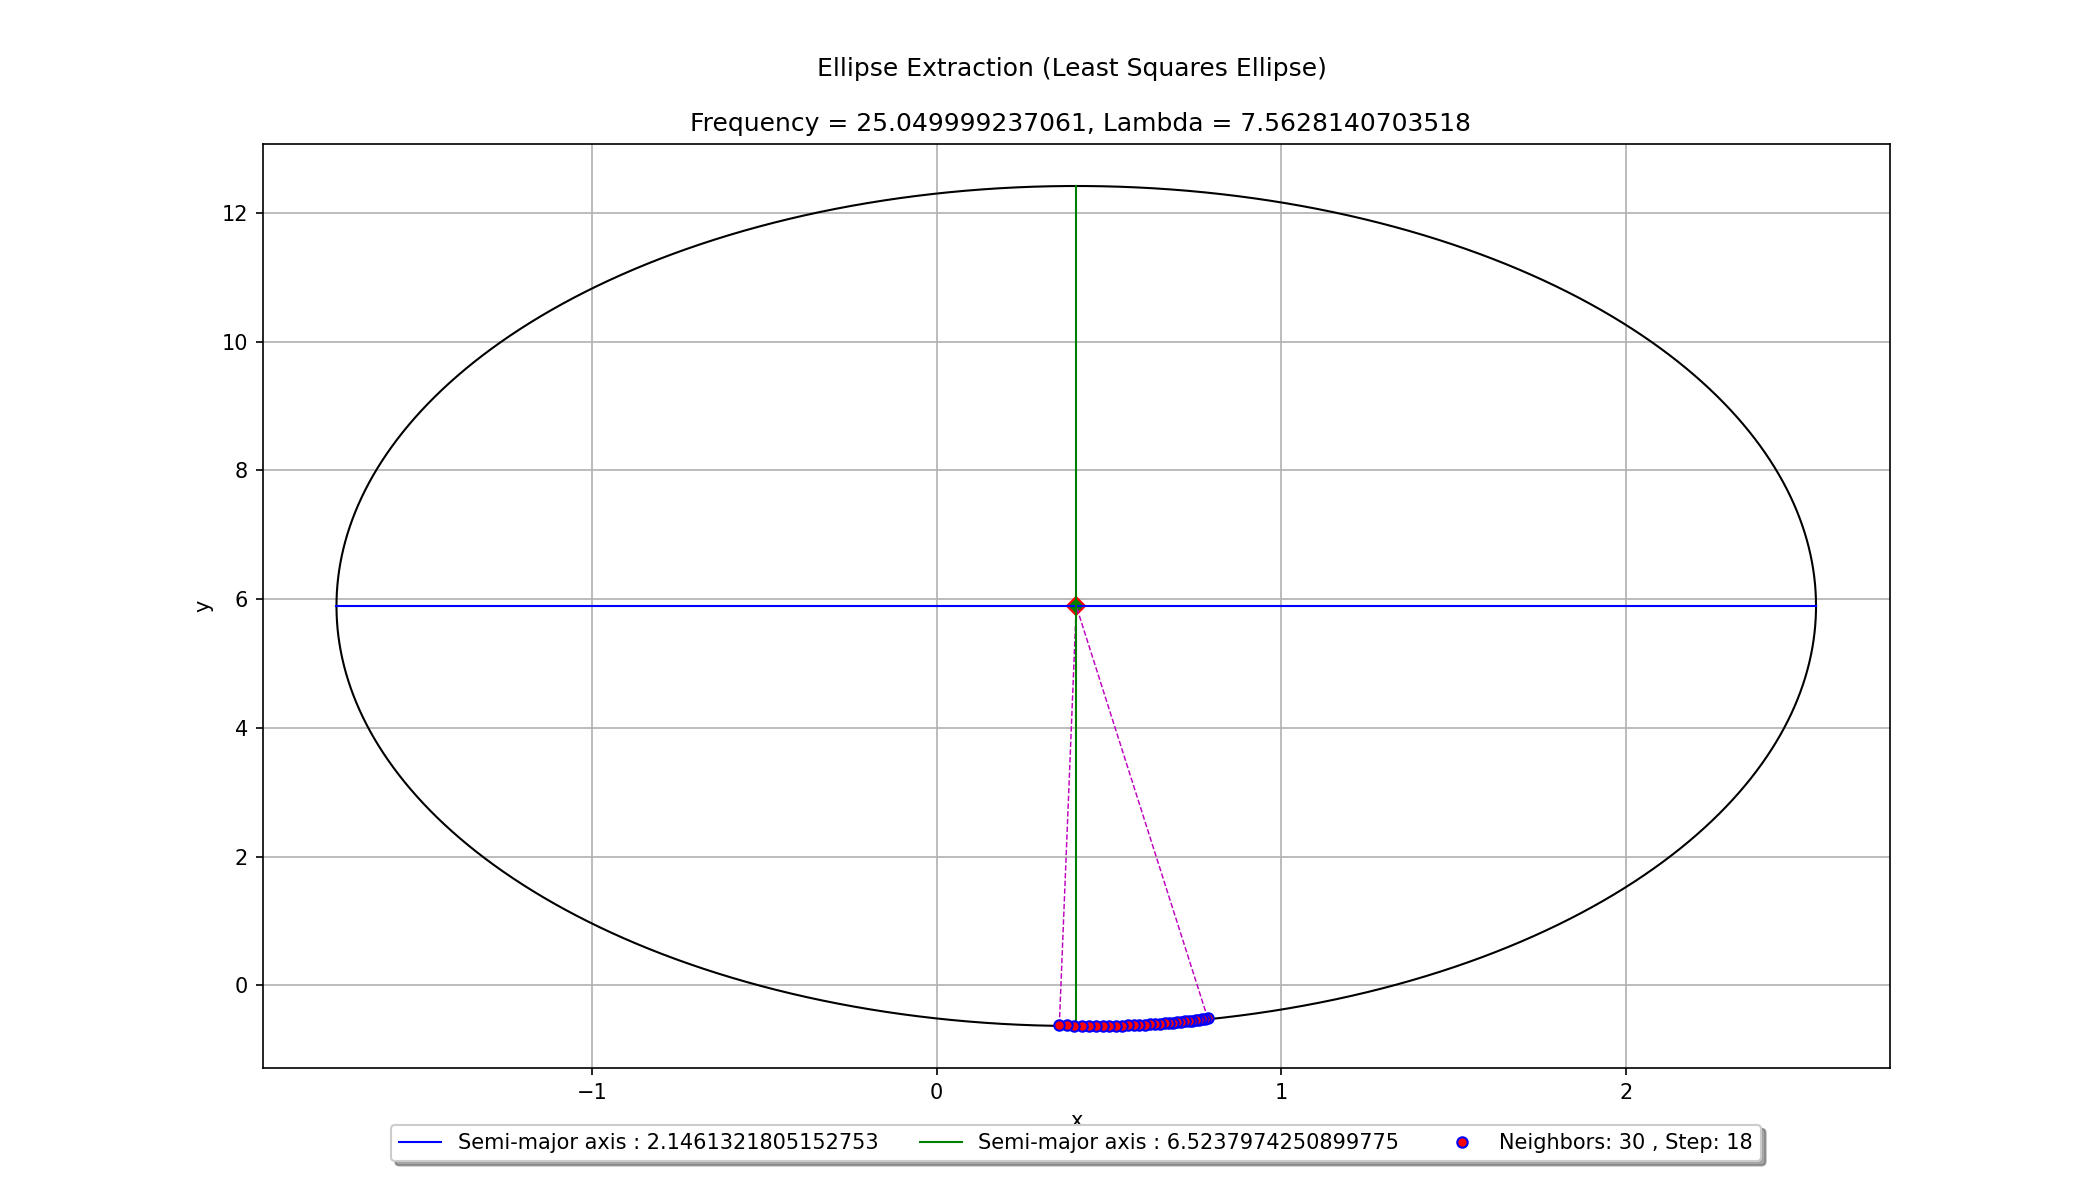 Ellipse Extraction (Least Squares Ellipse)
Frequency = 25.049999237061, Lambda = 7.5628140703518
12
10
8
6
4
2
0
y
−1
0
1
2
x
Semi-major axis : 2.1461321805152753
Semi-major axis : 6.5237974250899775
Neighbors: 30 , Step: 18